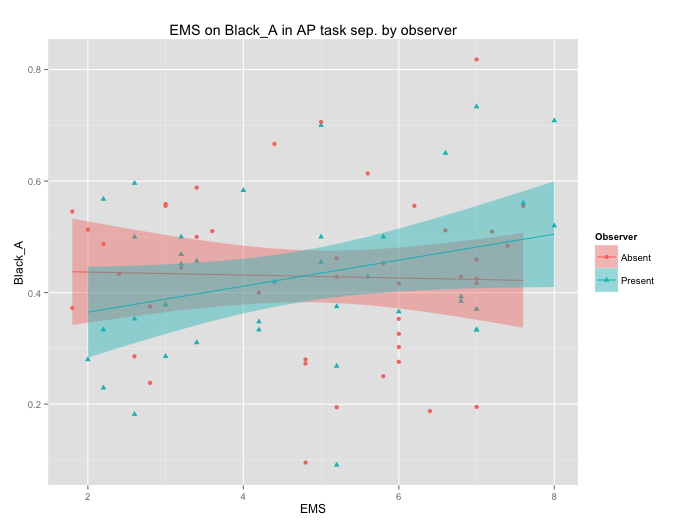 EMS on Black_A in AP task sep. by observer
0.8
0.6
0.4
0.2
Black_A
2 4 6 8
EMS
Observer
Absent
Present